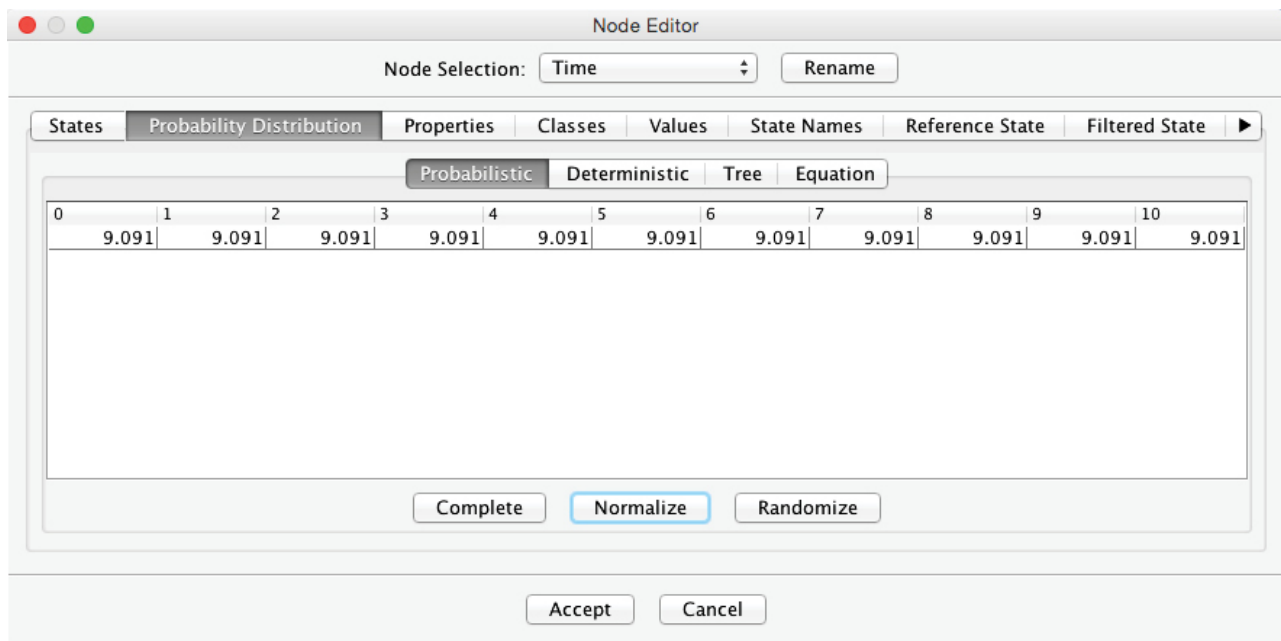 Node Editor
Node Selection: Time Rename
States Probability Distribution Properties Classes Values State Names Reference State Filtered State
Probabilistic Deterministic Tree Equation
0 1 2 3 4 5 6 7 8 9 10
9.091 9.091 9.091 9.091 9.091 9.091 9.091 9.091 9.091 9.091 9.091
Complete Normalize Randomize
Accept Cancel